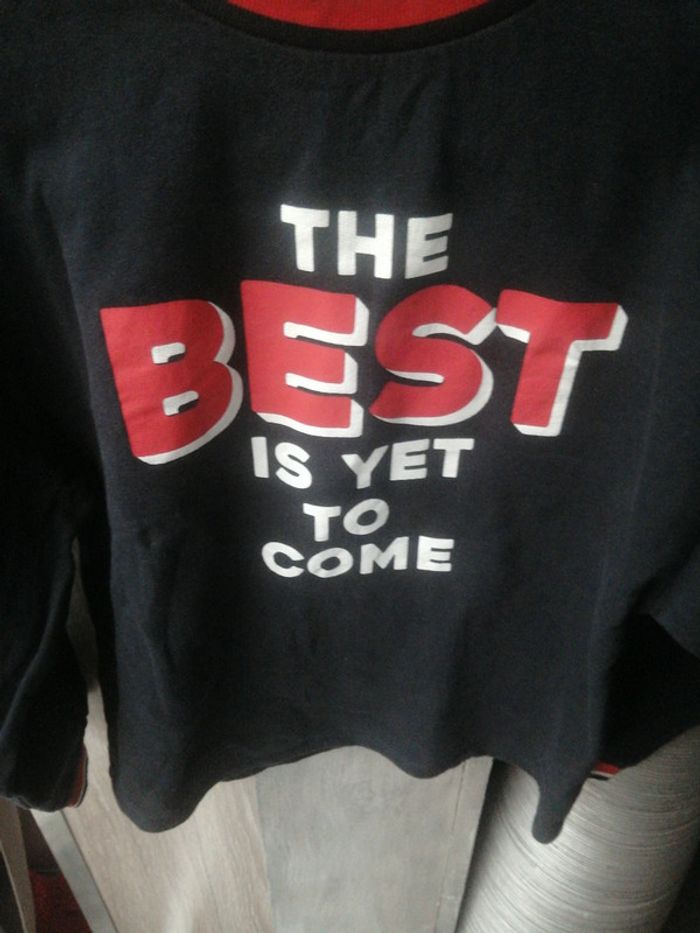 THE
BEST
IS YET
TO
COME